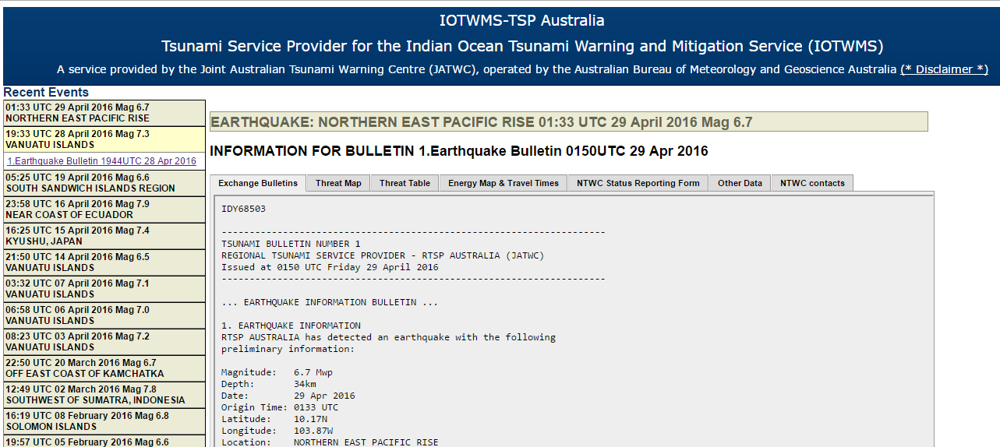 IOTWMS-TSP Australia
Tsunami Service Provider for the Indian Ocean Tsunami Warning and Mitigation Service (IOTWMS)
A service provided by the Joint Australian Tsunami Warning Centre (JATWC), operated by the Australian Bureau of Meteorology and Geoscience Australia (* Disclaimer *)
Recent Events
01:33 UTC 29 April 2016 Mag 6.7
NORTHERN EAST PACIFIC RISE
19:33 UTC 28 April 2016 Mag 7.3
VANUATU ISLANDS
1.Earthquake Bulletin 1944UTC 28 Apr 2016
05:25 UTC 19 April 2016 Mag 6.6
SOUTH SANDWICH ISLANDS REGION
23:58 UTC 16 April 2016 Mag 7.9
NEAR COAST OF ECUADOR
16:25 UTC 15 April 2016 Mag 7.4
KYUSHU, JAPAN
21:50 UTC 14 April 2016 Mag 6.5
VANUATU ISLANDS
03:32 UTC 07 April 2016 Mag 7.1
VANUATU ISLANDS
06:58 UTC 06 April 2016 Mag 7.0
VANUATU ISLANDS
08:23 UTC 03 April 2016 Mag 7.2
VANUATU ISLANDS
22:50 UTC 20 March 2016 Mag 6.7
OFF EAST COAST OF KAMCHATKA
12:49 UTC 02 March 2016 Mag 7.8
SOUTHWEST OF SUMATRA, INDONESIA
16:19 UTC 08 February 2016 Mag 6.8
SOLOMON ISLANDS
19:57 UTC 05 February 2016 Mag 6.6
EARTHQUAKE: NORTHERN EAST PACIFIC RISE 01:33 UTC 29 April 2016 Mag 6.7
INFORMATION FOR BULLETIN 1.Earthquake Bulletin 0150UTC 29 Apr 2016
Exchange Bulletins Threat Map Threat Table Energy Map & Travel Times NTWC Status Reporting Form Other Data NTWC contacts
IDY68503
---------------------------------------------------------------------
TSUNAMI BULLETIN NUMBER 1
REGIONAL TSUNAMI SERVICE PROVIDER - RTSP AUSTRALIA (JATWC)
Issued at 0150 UTC Friday 29 April 2016
---------------------------------------------------------------------
... EARTHQUAKE INFORMATION BULLETIN ...
1. EARTHQUAKE INFORMATION
RTSP AUSTRALIA has detected an earthquake with the following
preliminary information:
Magnitude: 6.7 Mwp
Depth: 34km
Date: 29 Apr 2016
Origin Time: 0133 UTC
Latitude: 10.17N
Longitude: 103.87W
Location: NORTHERN EAST PACIFIC RISE